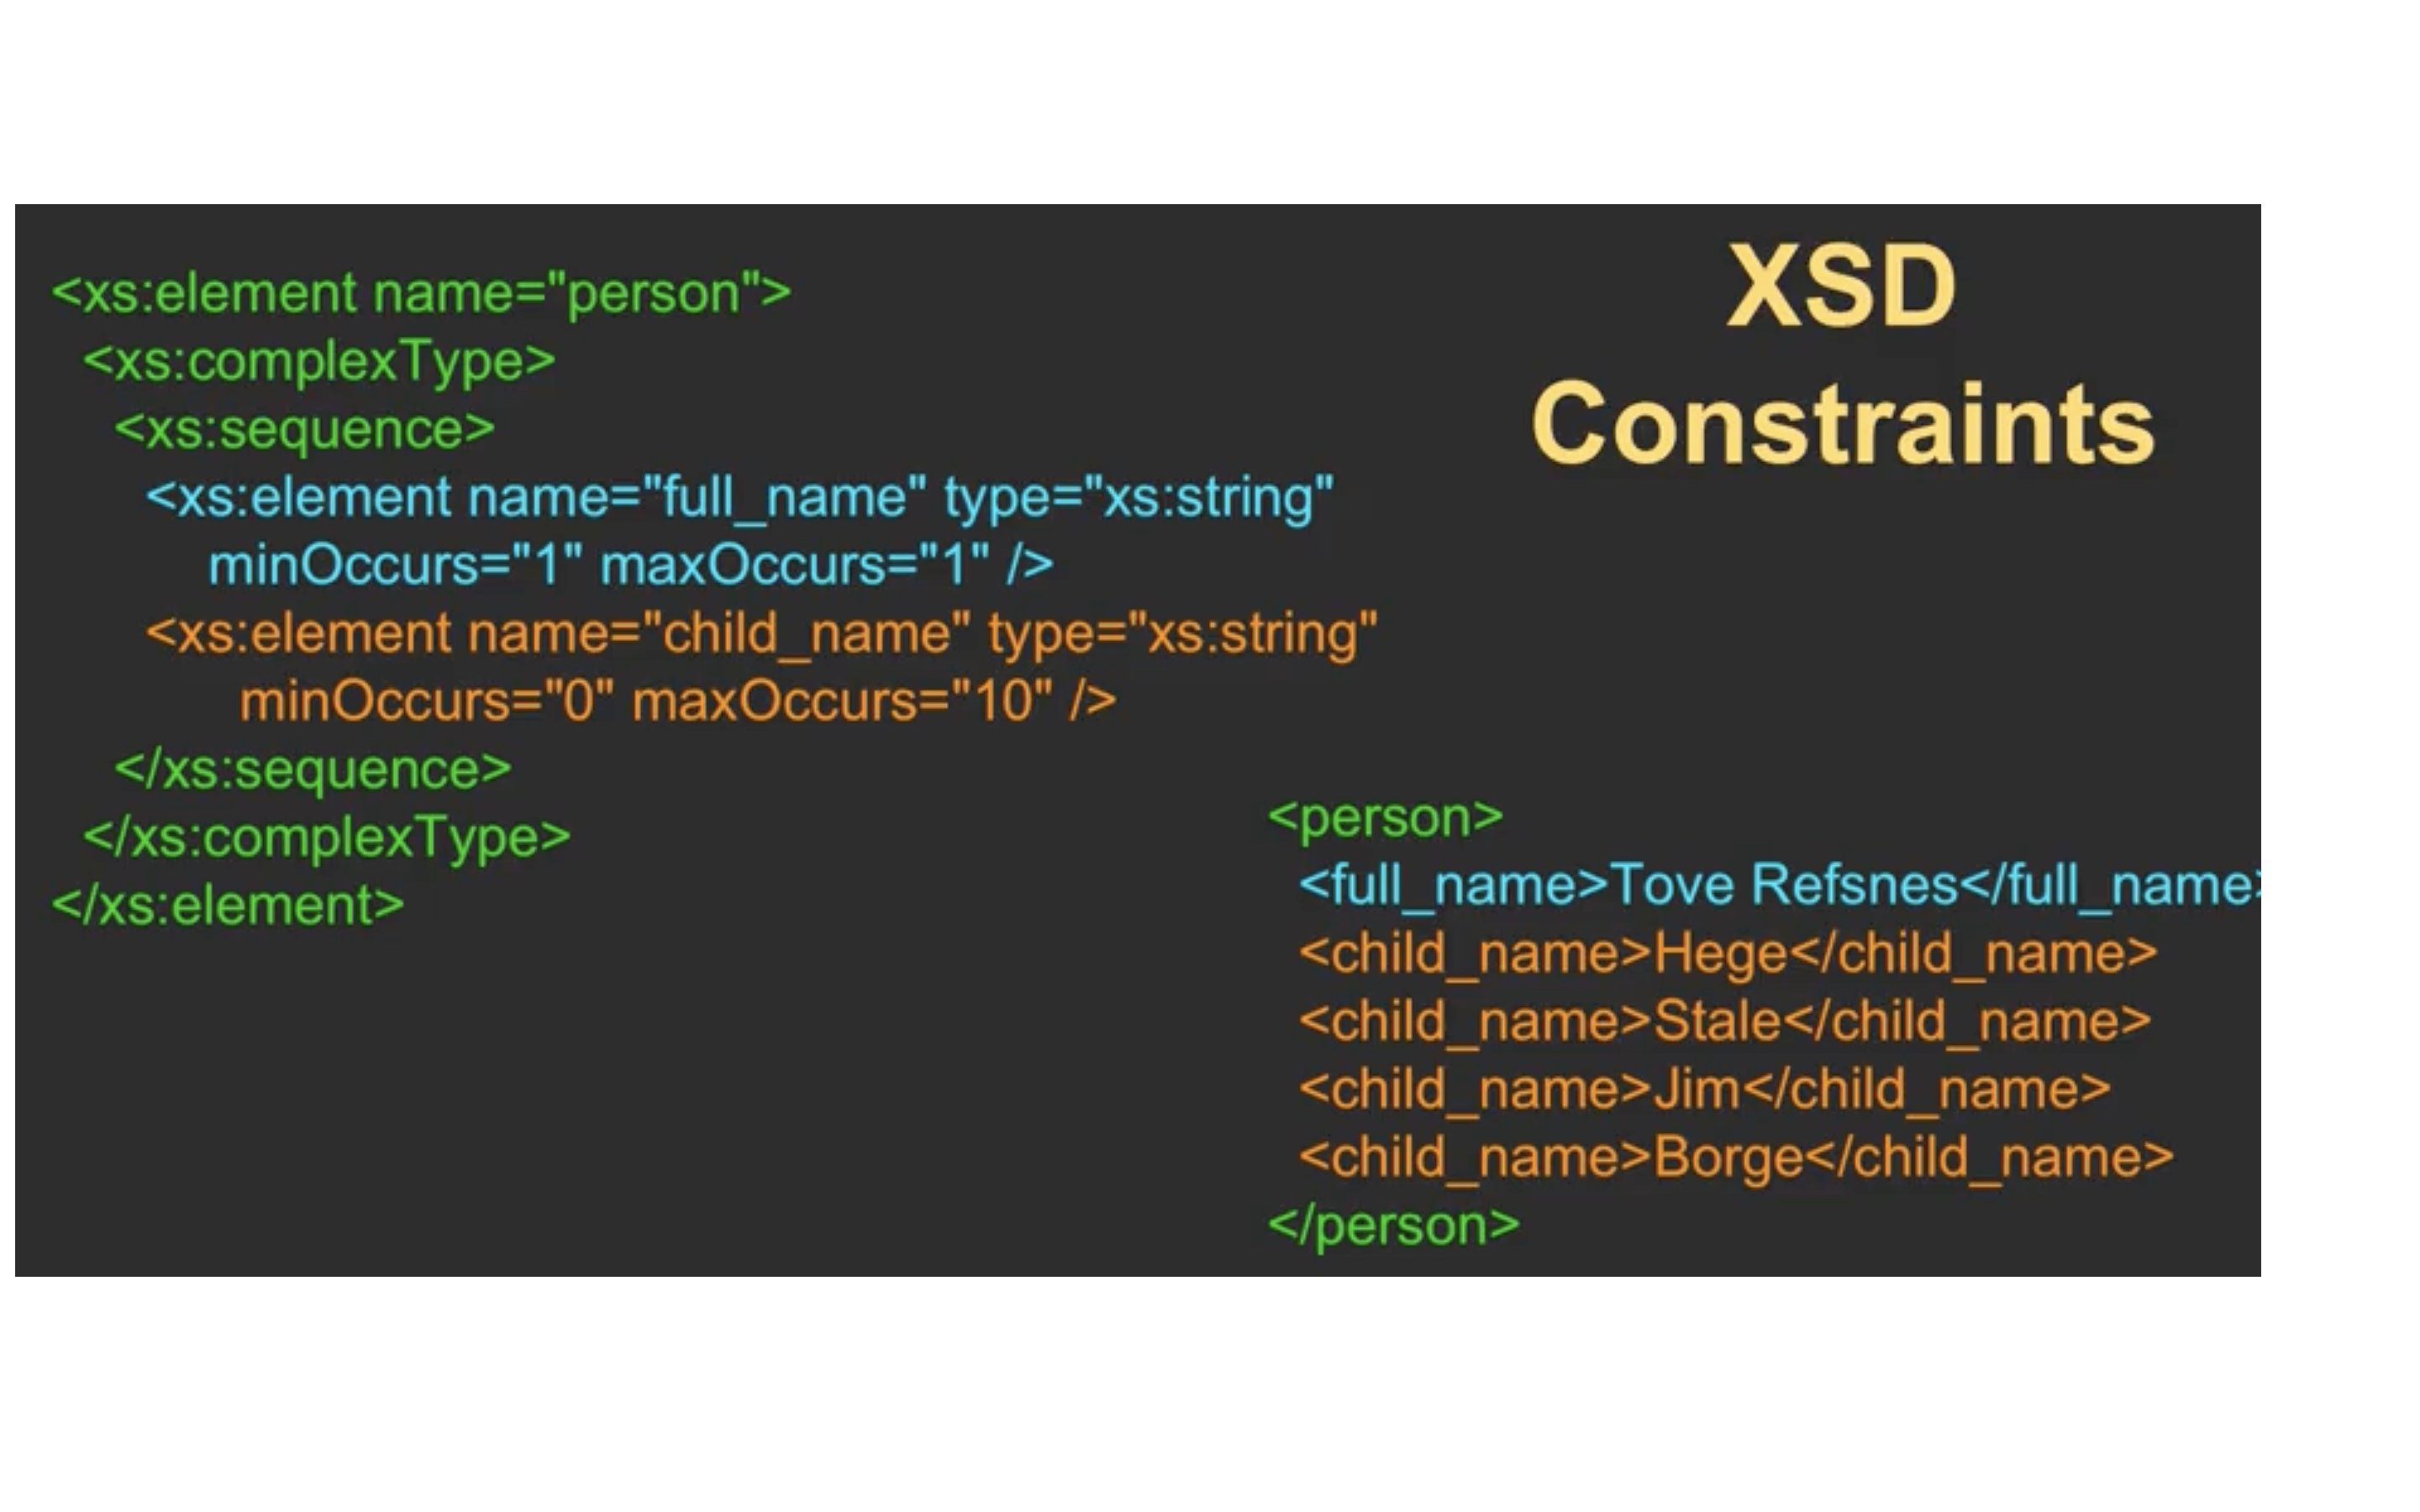 XSD
Constraints
<xs:element name="person">
<xs:complexType>
<xs:sequence>
<xs:element name="full_name" type="xs:string"
minOccurs="1" maxOccurs="1" />
<xs:element name="child_name" type="xs:string"
minOccurs="0" maxOccurs="10" />
</xs:sequence>
</xs:complexType>
</xs:element>
<person>
<full_name>Tove Refsnes</full_name>
<child_name>Hege</child_name>
<child_name>Stale</child_name>
<child_name>Jim</child_name>
<child_name>Borge</child_name>
</person>